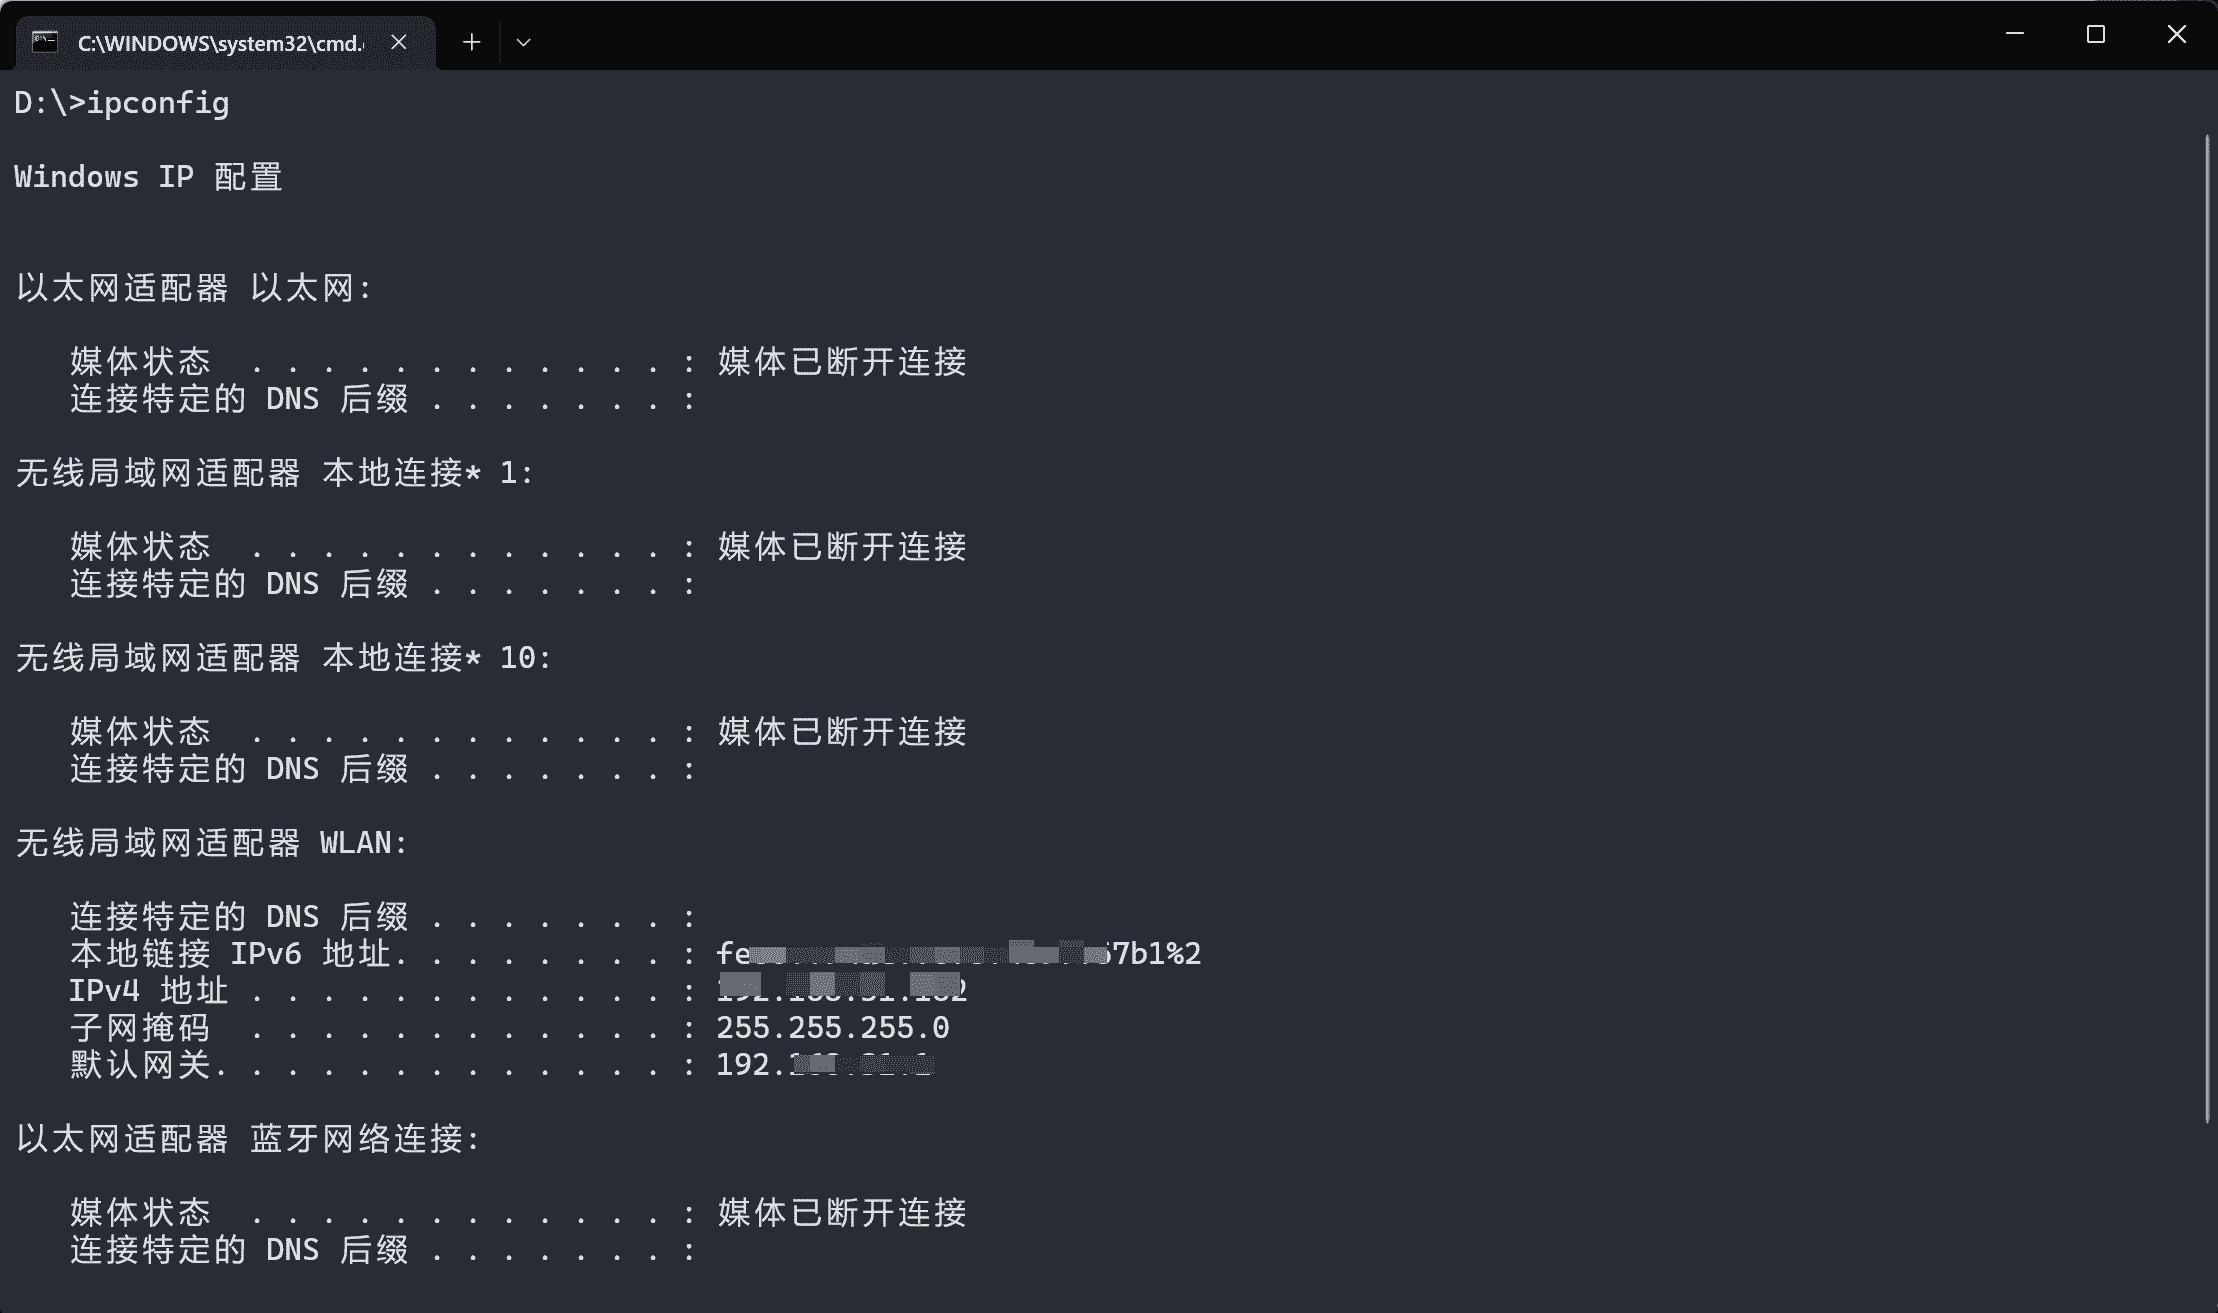 C:\WINDOWS\system32\cmd.
D:\>ipconfig
Windows IP 配置
以太网适配器 以太网:
媒体状态  . . . . . . . . . . . . : 媒体已断开连接
连接特定的 DNS 后缀 . . . . . . . :
无线局域网适配器 本地连接* 1:
媒体状态  . . . . . . . . . . . . : 媒体已断开连接
连接特定的 DNS 后缀 . . . . . . . :
无线局域网适配器 本地连接* 10:
媒体状态  . . . . . . . . . . . . : 媒体已断开连接
连接特定的 DNS 后缀 . . . . . . . :
无线局域网适配器 WLAN:
连接特定的 DNS 后缀 . . . . . . . :
本地链接 IPv6 地址. . . . . . . . :
IPv4 地址 . . . . . . . . . . . . :
子网掩码  . . . . . . . . . . . . : 255.255.255.0
默认网关. . . . . . . . . . . . . : 192.
以太网适配器 蓝牙网络连接:
媒体状态  . . . . . . . . . . . . : 媒体已断开连接
连接特定的 DNS 后缀 . . . . . . . :